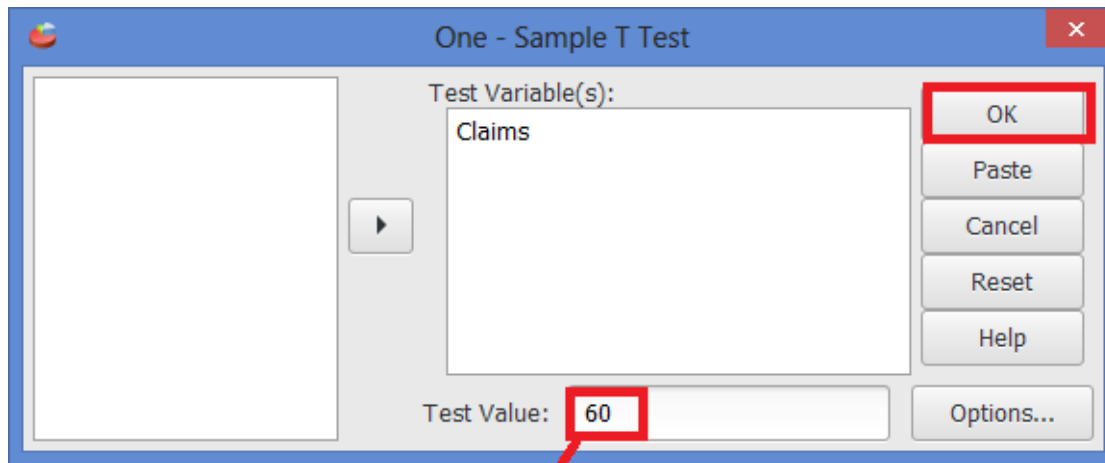 One - Sample T Test
Test Variable(s):
Claims
OK
Paste
Cancel
Reset
Help
Test Value: 60
Options...